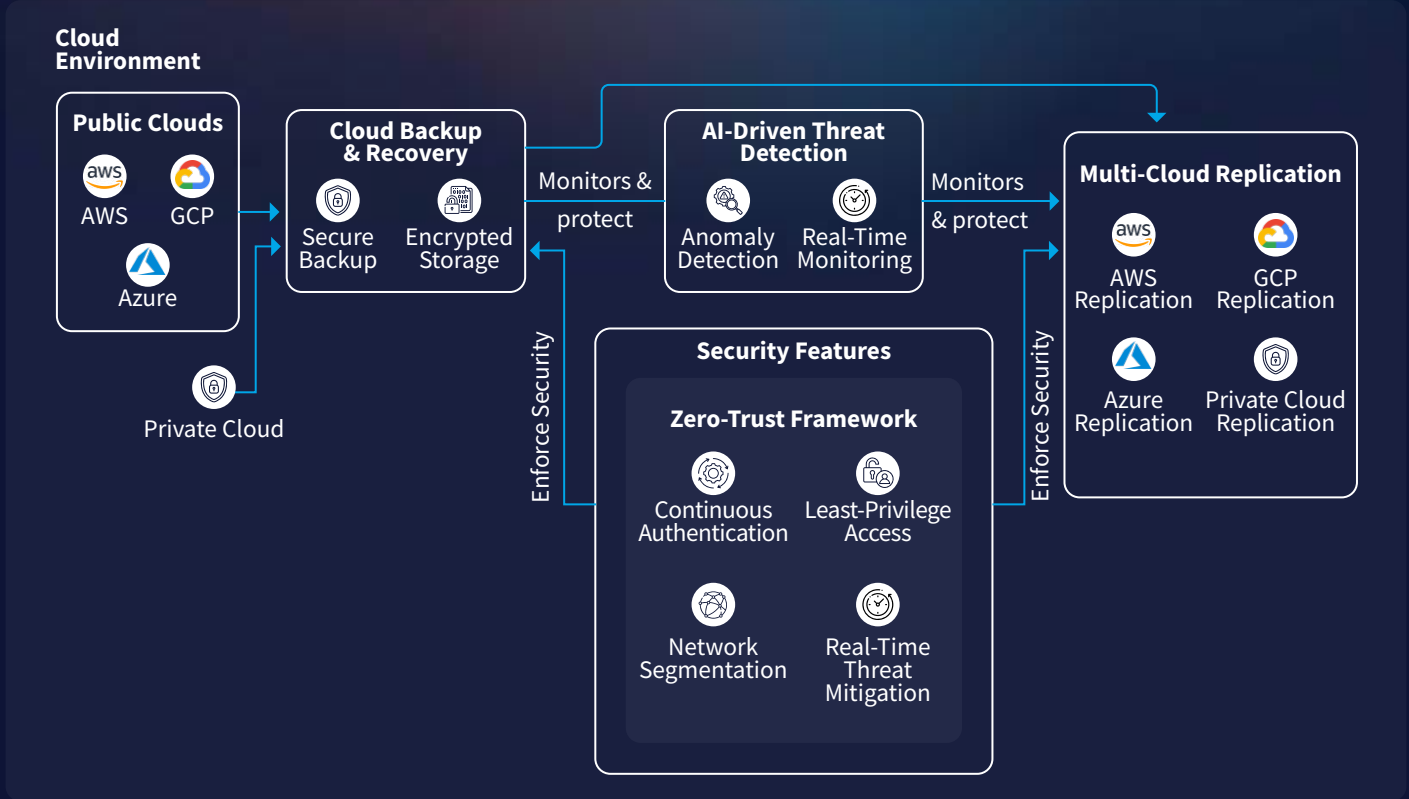 Cloud
Environment
Public Clouds
aws
AWS
GCP
Azure
Private Cloud
Cloud Backup
& Recovery
Secure
Backup
Encrypted
Storage
Monitors &
protect
AI-Driven Threat
Detection
Anomaly
Detection
Real-Time
Monitoring
Monitors
& protect
Multi-Cloud Replication
aws
AWS
Replication
GCP
Replication
Azure
Replication
Private Cloud
Replication
Enforce Security
Security Features
Zero-Trust Framework
Continuous
Authentication
Least-Privilege
Access
Network
Segmentation
Real-Time
Threat
Mitigation
Enforce Security